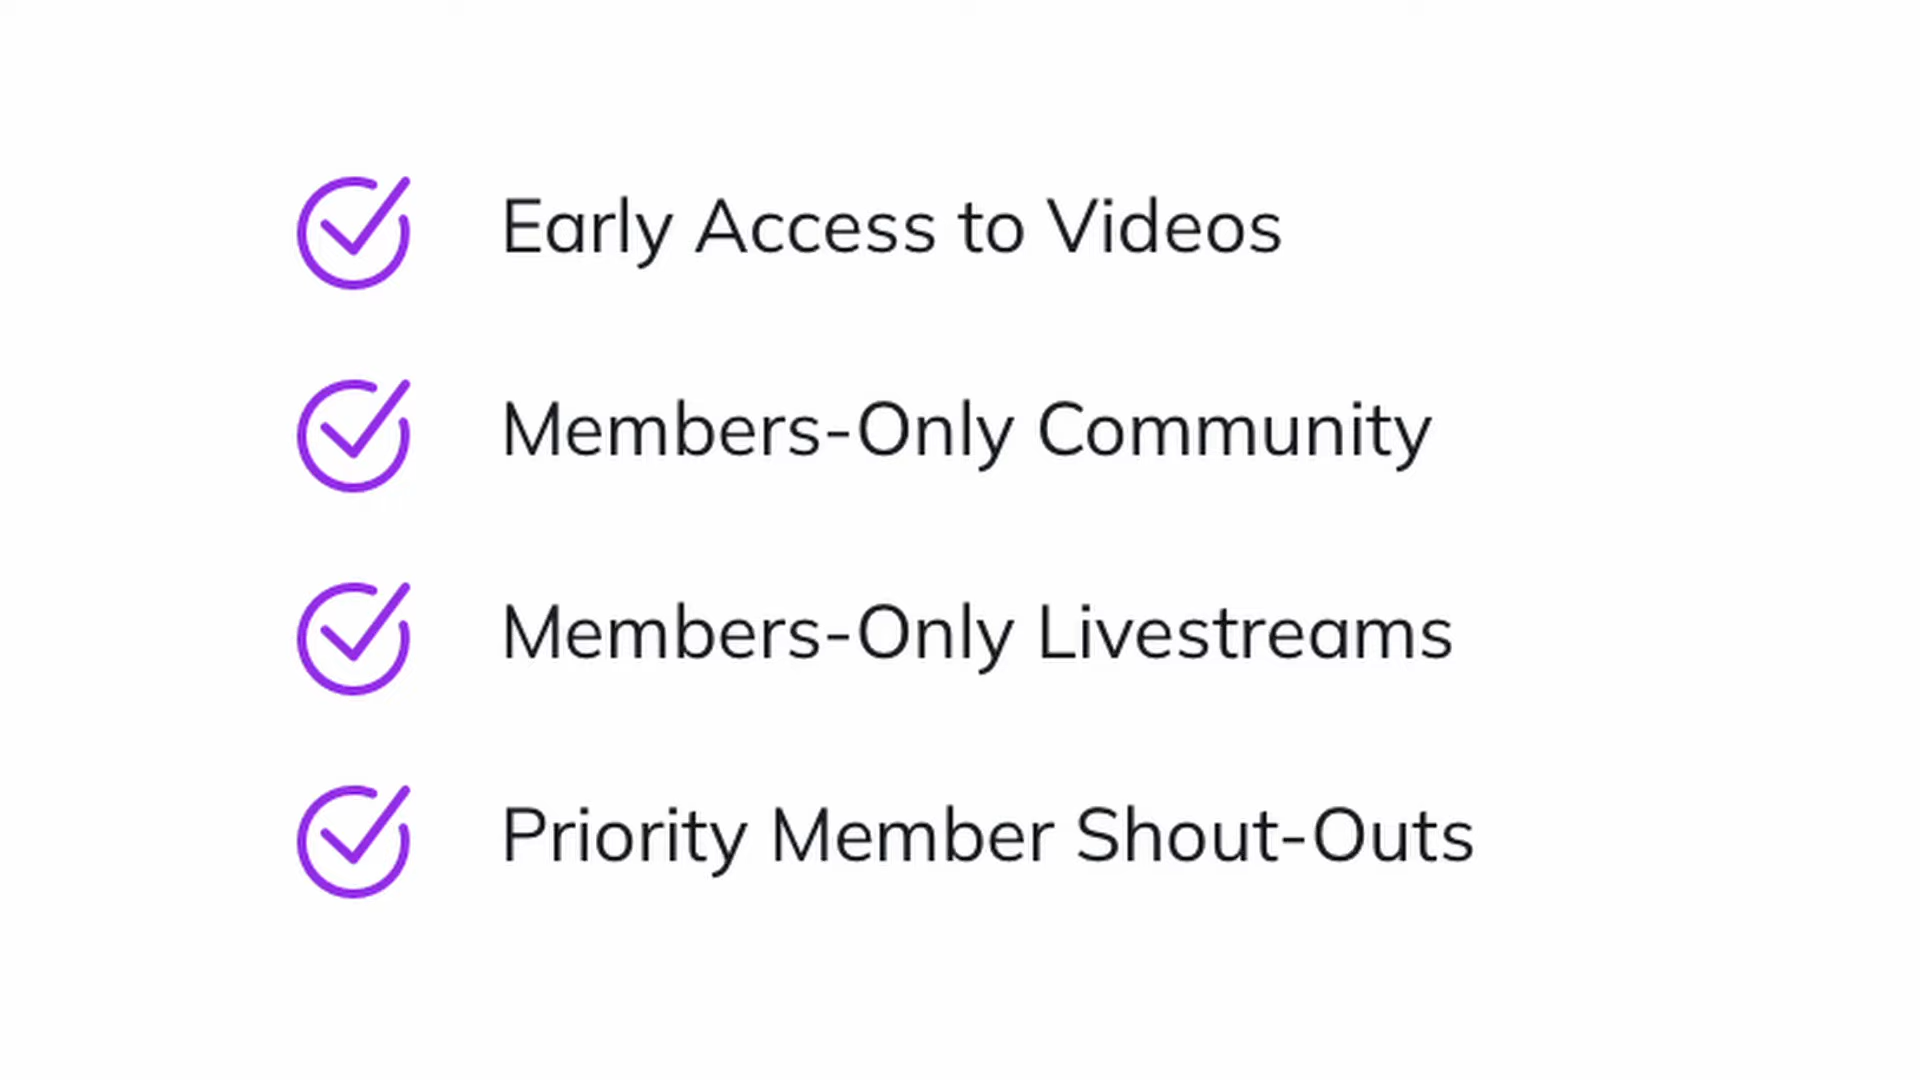 Early Access to Videos
Members-Only Community
Members-Only Livestreams
Priority Member Shout-Outs